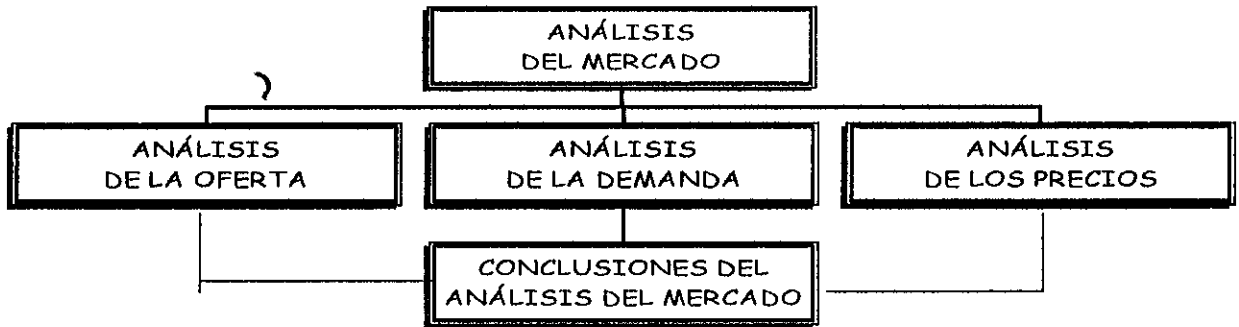 ANÁLISIS
DEL MERCADO
ANÁLISIS
DE LA OFERTA
ANÁLISIS
DE LA DEMANDA
ANÁLISIS
DE LOS PRECIOS
CONCLUSIONES DEL
ANÁLISIS DEL MERCADO